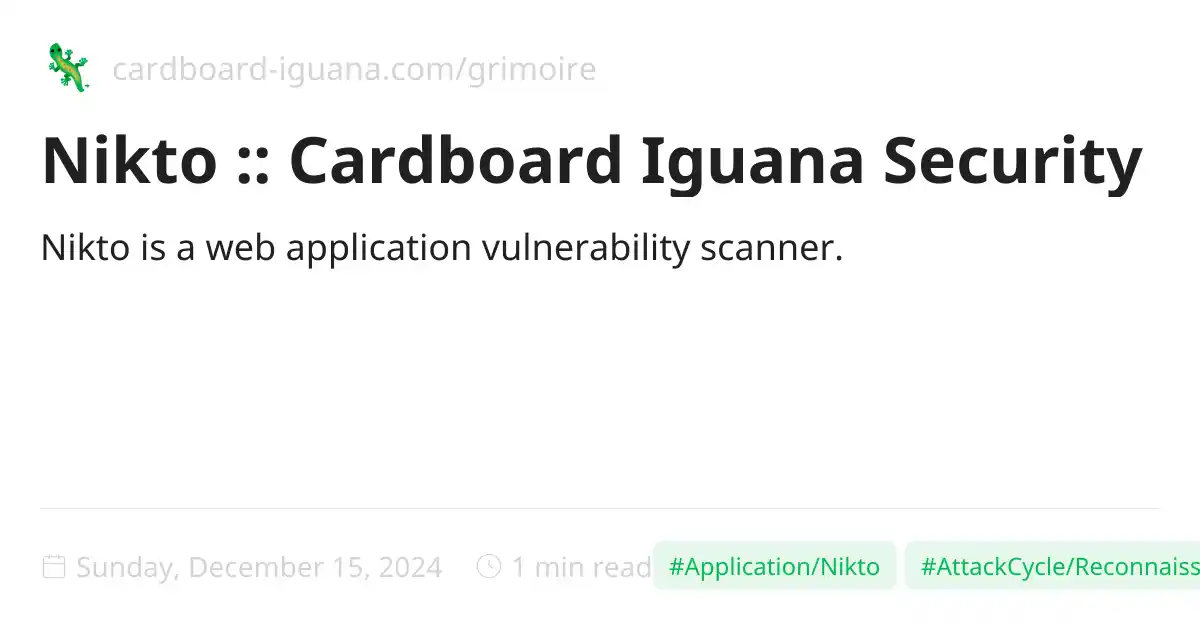 cardboard-iguana.com/grimoire
Nikto :: Cardboard Iguana Security
Nikto is a web application vulnerability scanner.
Sunday, December 15, 2024 1 min read #Application/Nikto #AttackCycle/Reconnaiss